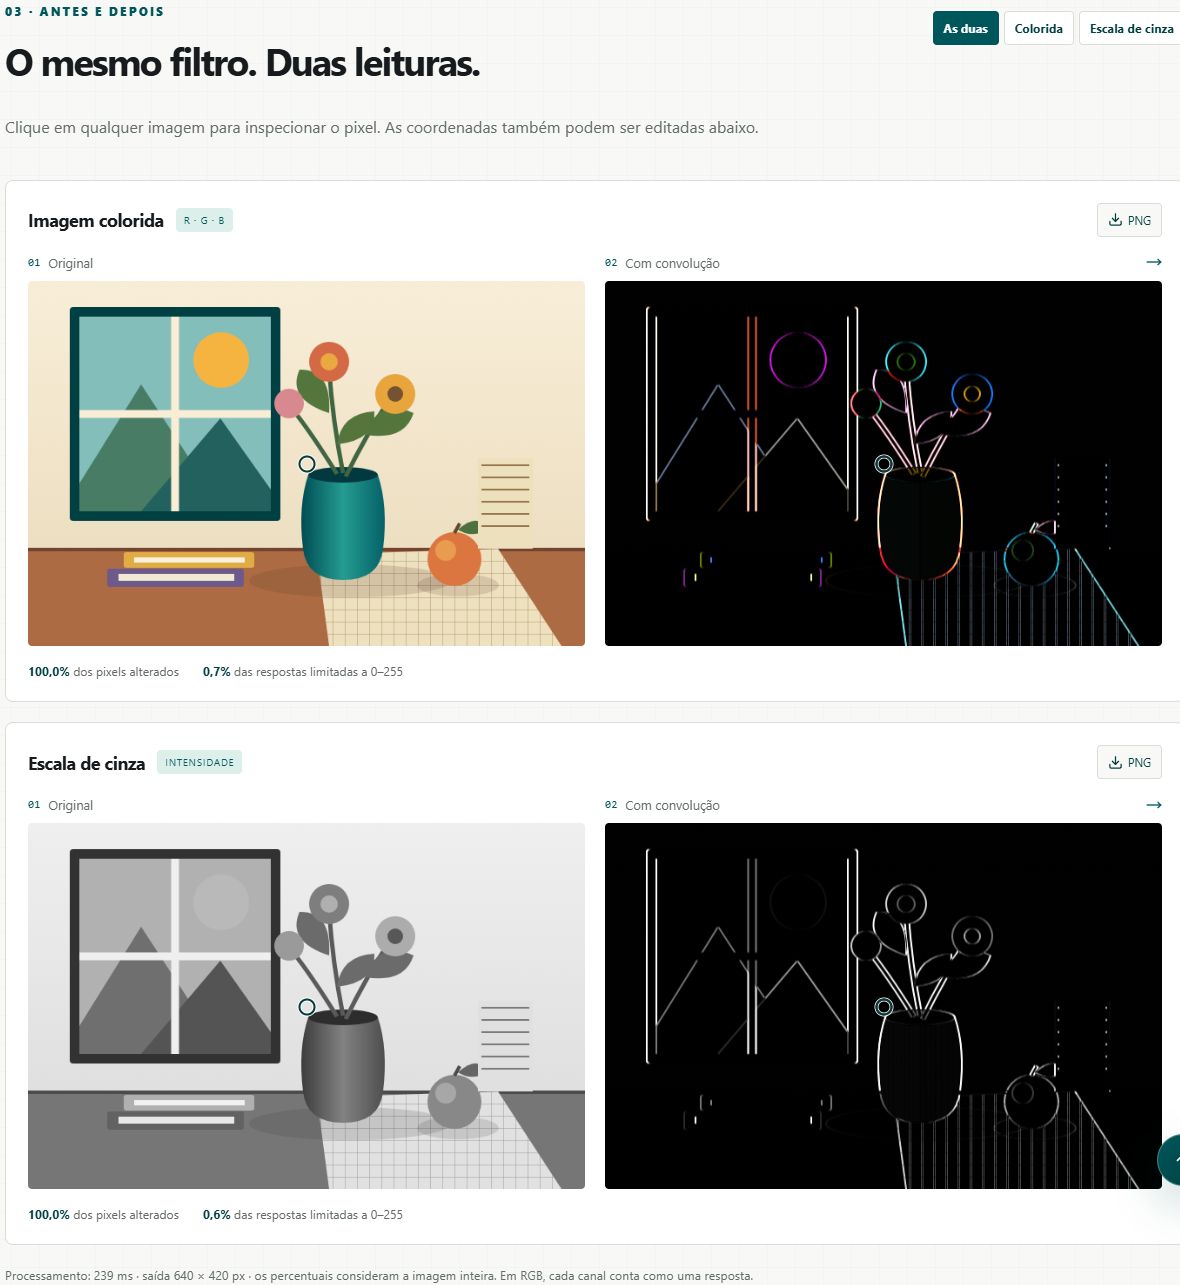 03 · ANTES E DEPOIS
As duas
Colorida
Escala de cinza
O mesmo filtro. Duas leituras.
Clique em qualquer imagem para inspecionar o pixel. As coordenadas também podem ser editadas abaixo.
Imagem colorida
R · G · B
PNG
01 Original
02 Com convolução →
100,0% dos pixels alterados
0,7% das respostas limitadas a 0–255
Escala de cinza
INTENSIDADE
PNG
01 Original
02 Com convolução →
100,0% dos pixels alterados
0,6% das respostas limitadas a 0–255
Processamento: 239 ms · saída 640 × 420 px · os percentuais consideram a imagem inteira. Em RGB, cada canal conta como uma resposta.